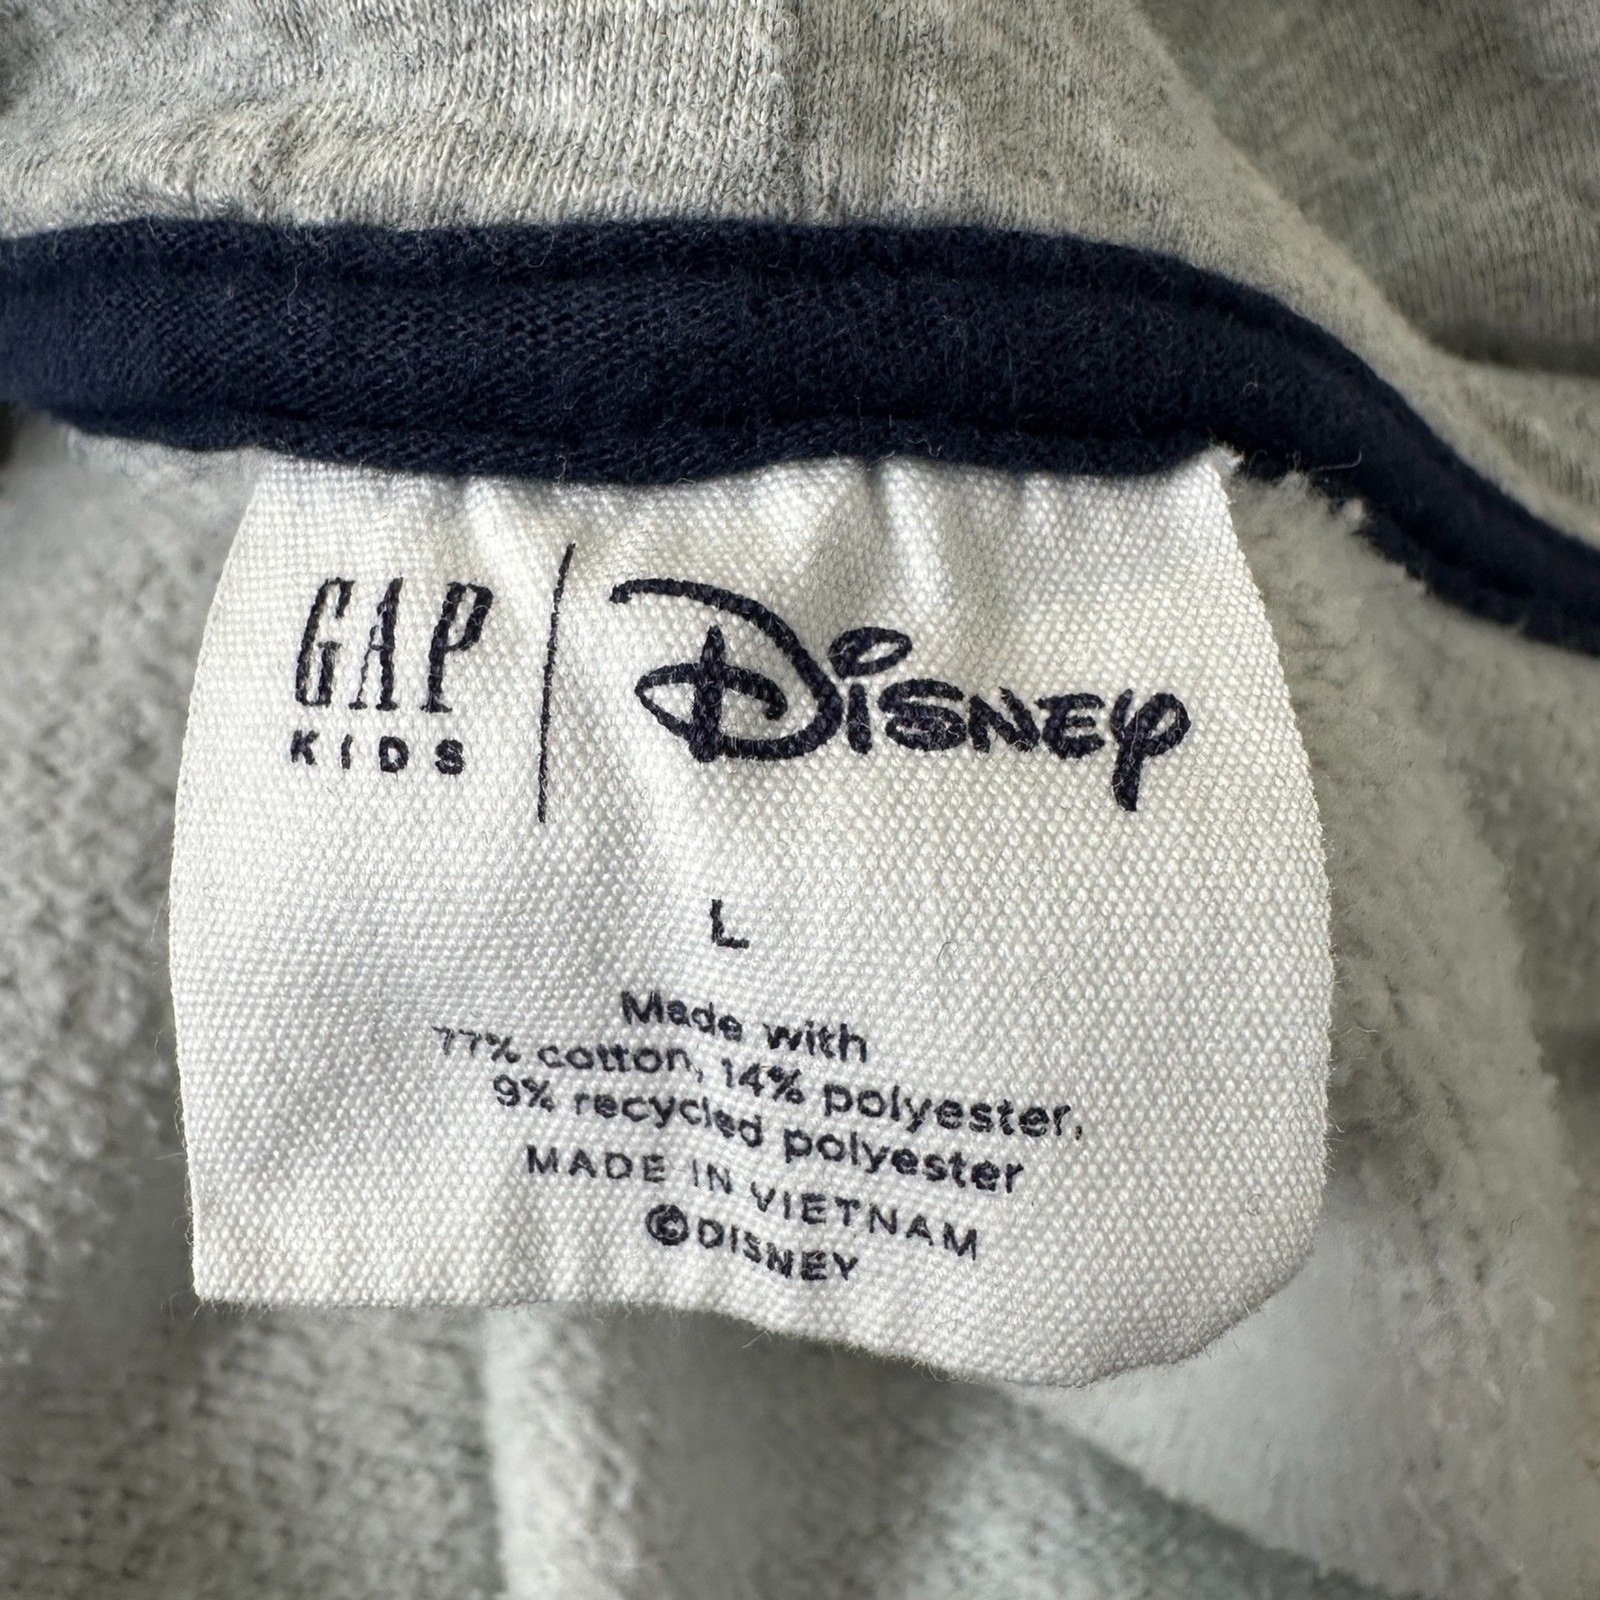 GAP
KIDS
Disney
L
Made with
77% cotton, 14% polyester,
9% recycled polyester
MADE IN VIETNAM
©DISNEY